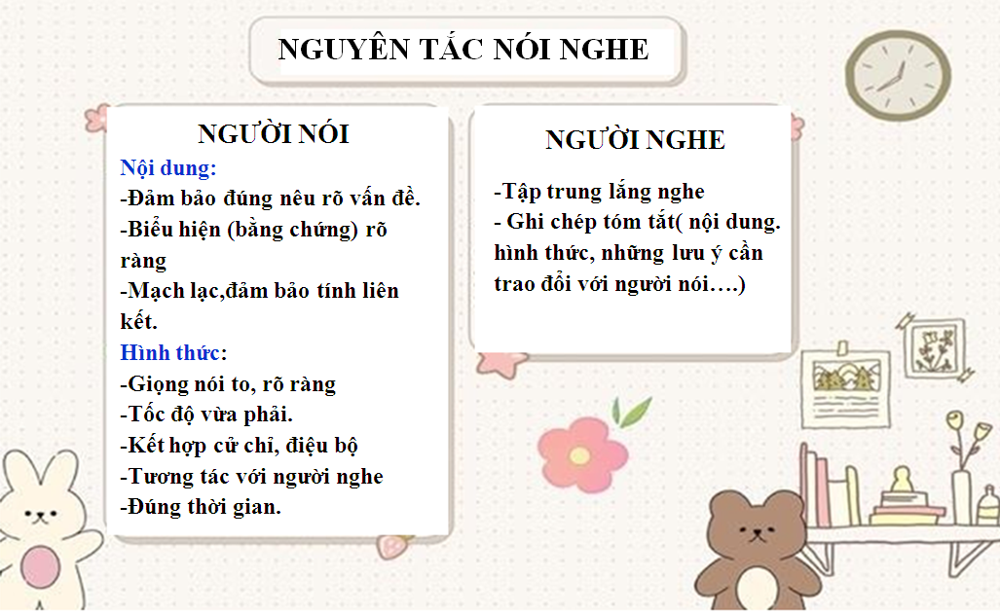 NGUYÊN TẮC NÓI NGHE
NGƯỜI NÓI
Nội dung:
-Đảm bảo đúng nêu rõ vấn đề.
-Biểu hiện (bằng chứng) rõ
ràng
-Mạch lạc,đảm bảo tính liên
kết.
Hình thức:
-Giọng nói to, rõ ràng
-Tốc độ vừa phải.
-Kết hợp cử chỉ, điệu bộ
-Tương tác với người nghe
-Đúng thời gian.
NGƯỜI NGHE
-Tập trung lắng nghe
- Ghi chép tóm tắt( nội dung.
hình thức, những lưu ý cần
trao đổi với người nói….)